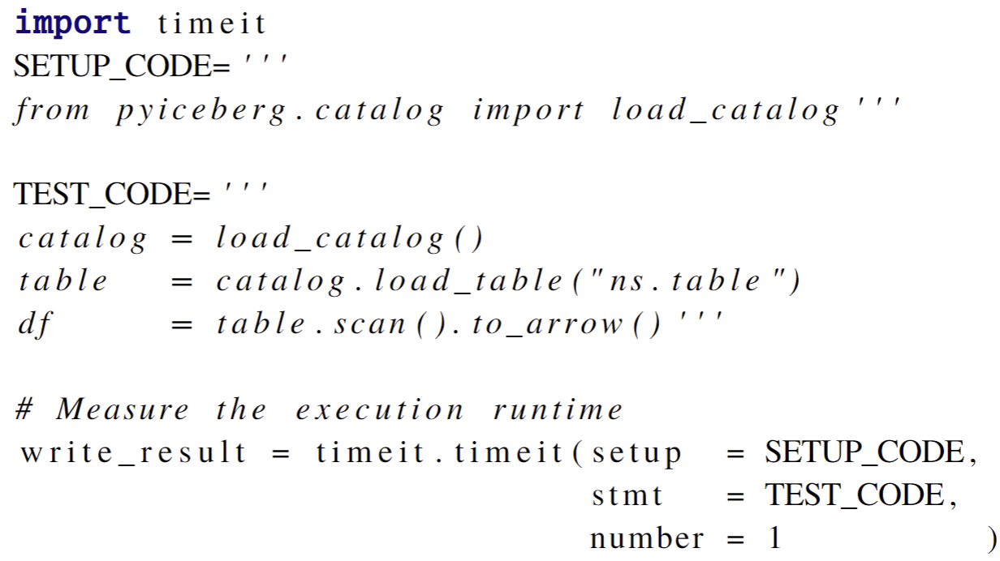 import timeit
SETUP_CODE='''
from pyiceberg.catalog import load_catalog'''
TEST_CODE='''
catalog = load_catalog()
table = catalog.load_table("ns.table")
df = table.scan().to_arrow()'''
# Measure the execution runtime
write_result = timeit.timeit(setup = SETUP_CODE,
stmt = TEST_CODE,
number = 1 )